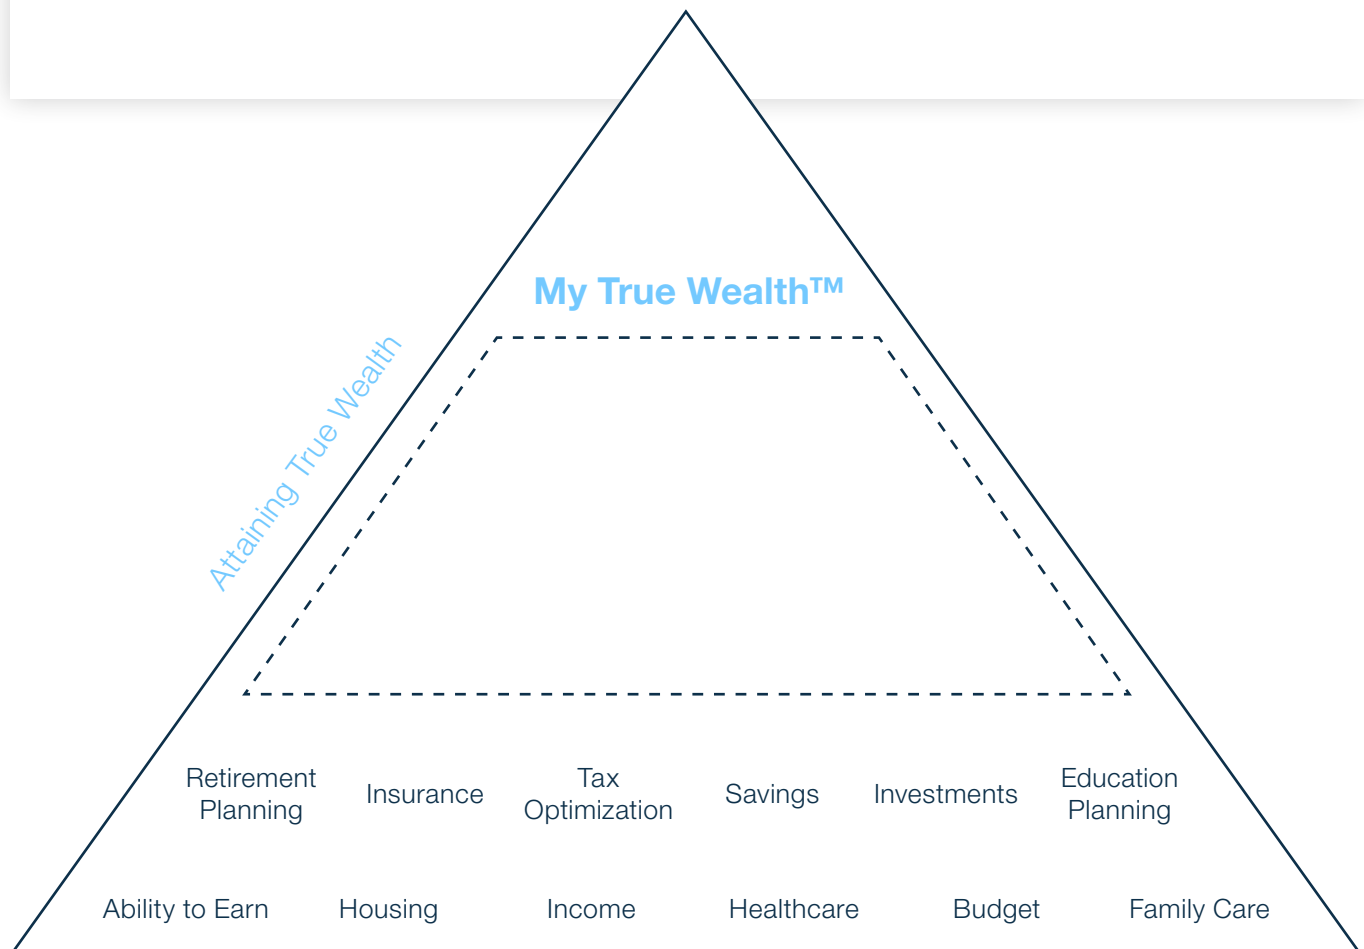 My True Wealth™
Attaining True Wealth
Retirement
Planning
Insurance
Tax
Optimization
Savings
Investments
Education
Planning
Ability to Earn
Housing
Income
Healthcare
Budget
Family Care